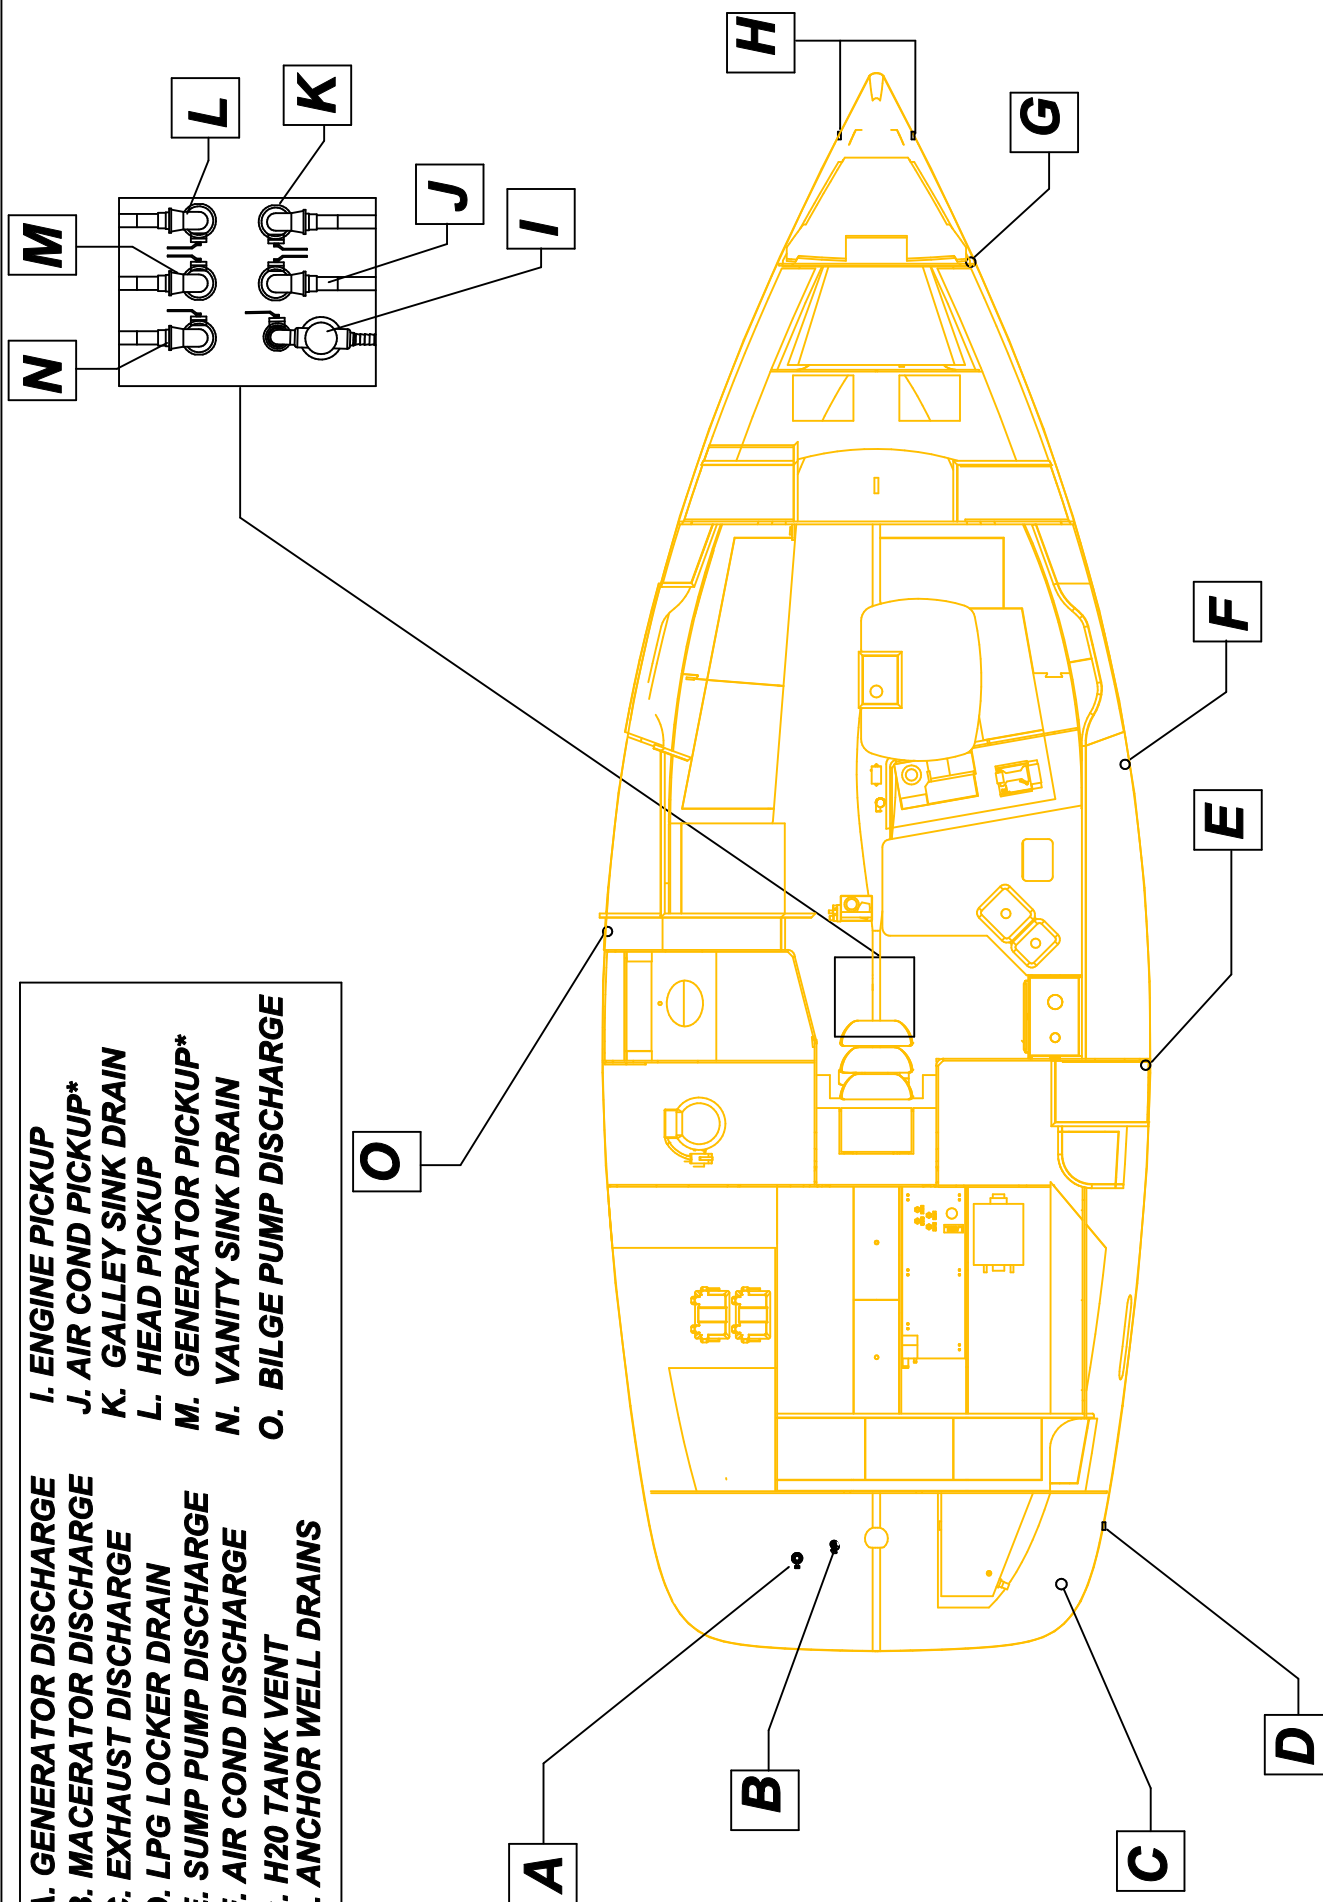 A. GENERATOR DISCHARGE
B. MACERATOR DISCHARGE
C. EXHAUST DISCHARGE
D. LPG LOCKER DRAIN
. SUMP PUMP DISCHARGE
. AIR COND DISCHARGE
. H20 TANK VENT
. ANCHOR WELL DRAINS
I. ENGINE PICKUP
J. AIR COND PICKUP*
K. GALLEY SINK DRAIN
L. HEAD PICKUP
M. GENERATOR PICKUP*
N. VANITY SINK DRAIN
O. BILGE PUMP DISCHARGE
N
M
L
K
J
I
O
A
B
H
G
C
F
E
D